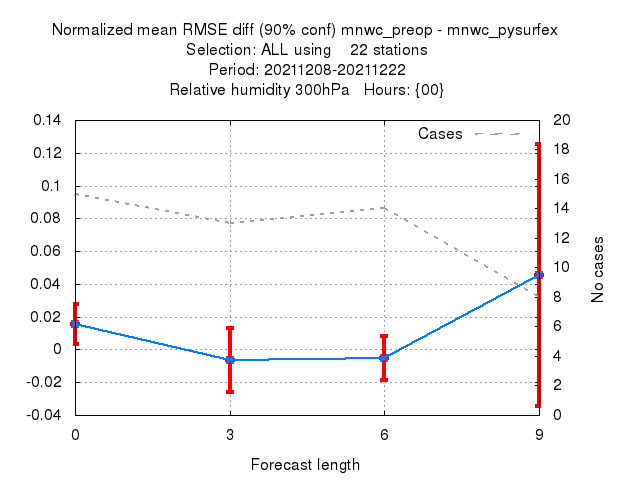 Normalized mean RMSE diff (90% conf) mnwc_preop - mnwc_pysurfex
Selection: ALL using    22 stations
Period: 20211208-20211222
Relative humidity 300hPa   Hours: {00}
Cases
0.14
0.12
0.1
0.08
0.06
0.04
0.02
0
-0.02
-0.04
20
18
16
14
12
10
8
6
4
2
0
No cases
0 3 6 9
Forecast length